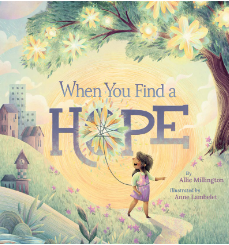 When You Find a
HOPE
By
Allie Millington
Illustrated by
Anne Lambelet